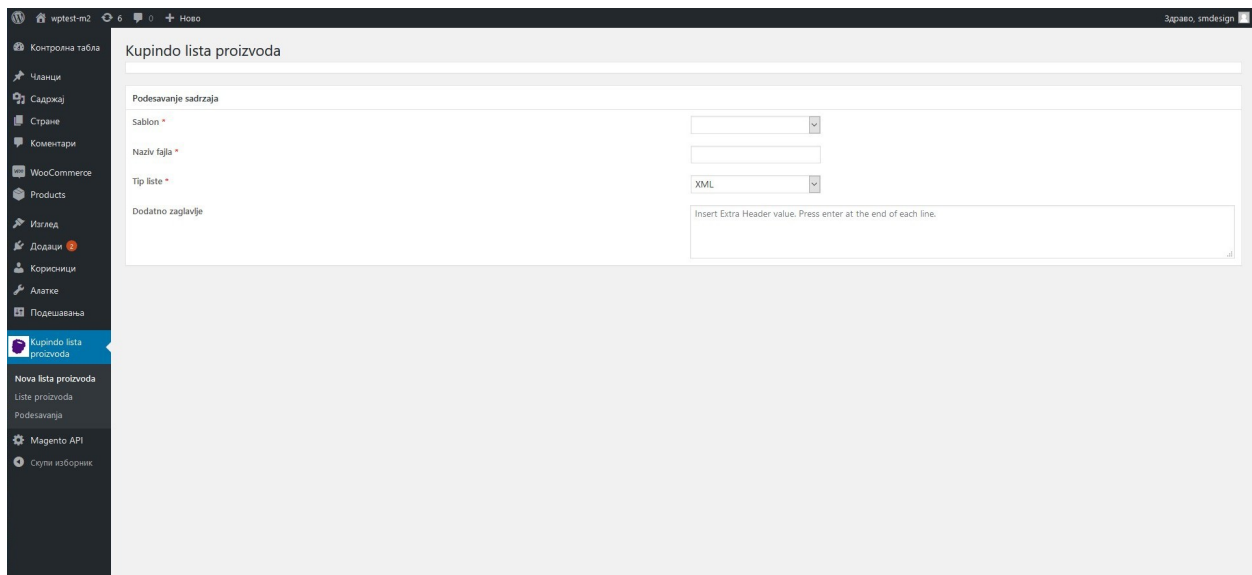 wptest-m2 6 0 + Ново
Здраво, smdesign
Контролна табла
Чланци
Садржај
Стране
Коментари
WooCommerce
Products
Изглед
Додаци 2
Корисници
Алатке
Подешавања
Kupindo lista
proizvoda
Nova lista proizvoda
Liste proizvoda
Podesavanja
Magento API
Скупи изборник
Kupindo lista proizvoda
Podesavanje sadrzaja
Sablon *
Naziv fajla *
Tip liste *
XML
Dodatno zaglavlje
Insert Extra Header value. Press enter at the end of each line.